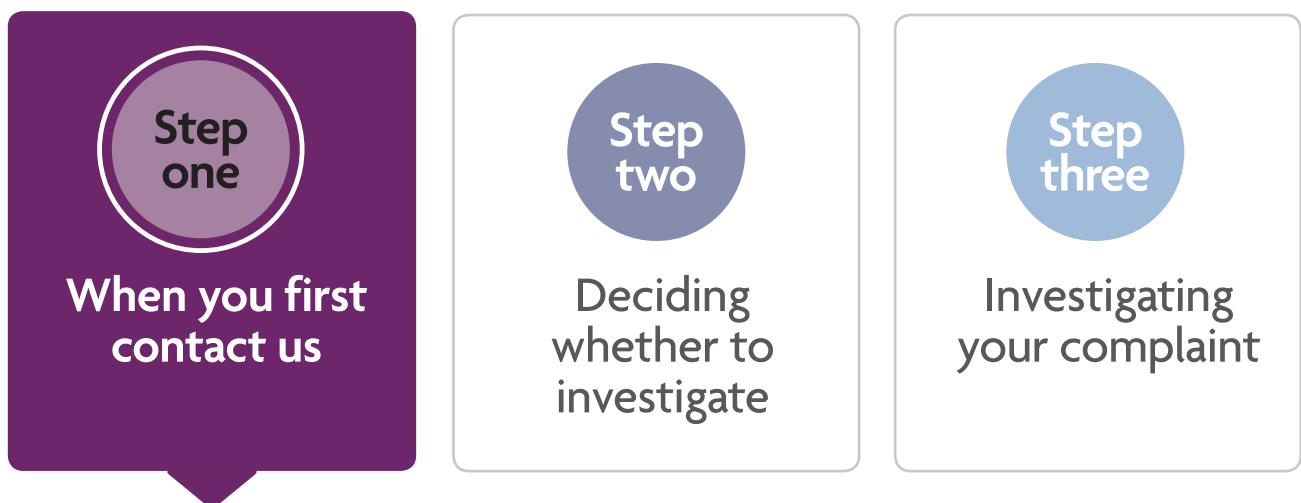 Step
one
When you first
contact us
Step
two
Deciding
whether to
investigate
Step
three
Investigating
your complaint